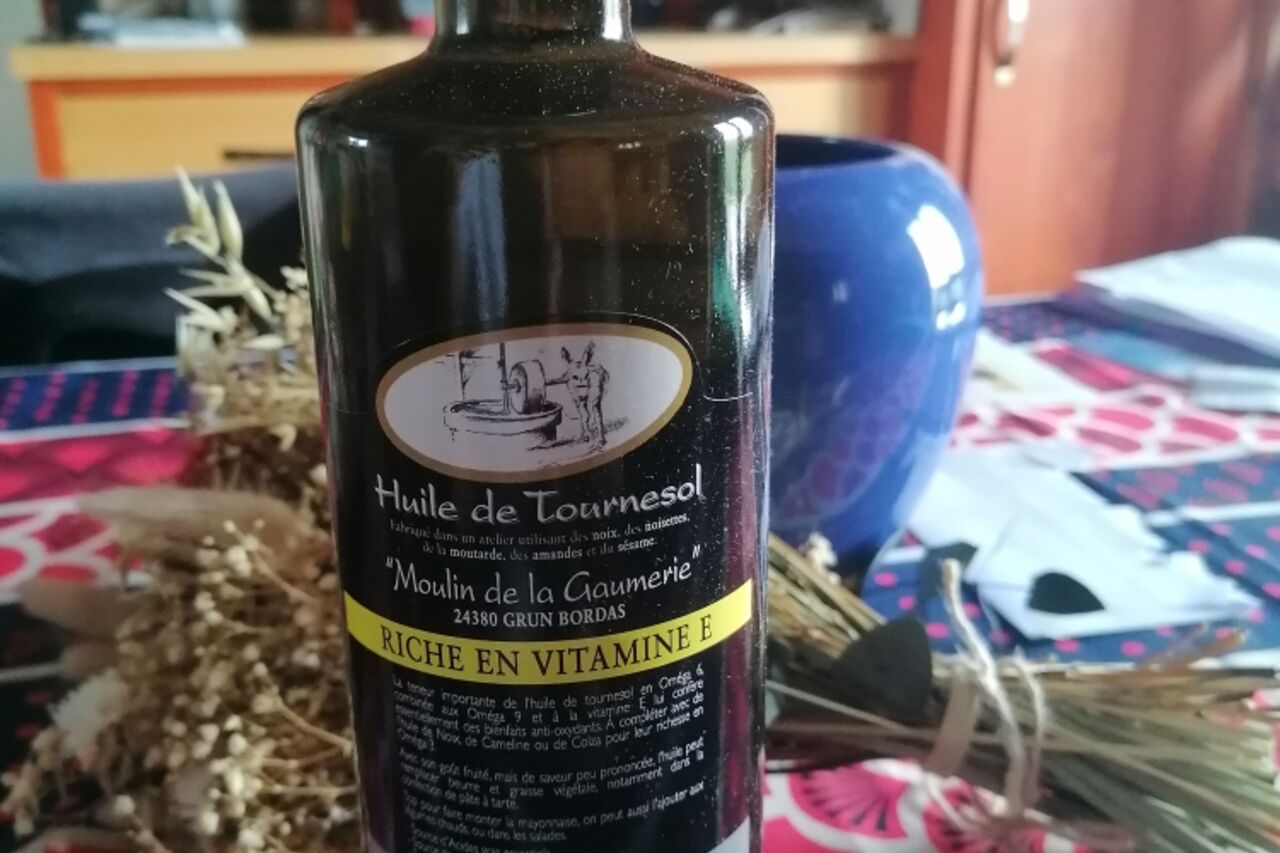 Huile de Tournesol
Fabriqué dans un atelier utilisant des noix, des noisettes,
de la moutarde, des amandes et du sésame.
"Moulin de la Gaumerie"
24380 GRUN BORDAS
RICHE EN VITAMINE E
La teneur importante de l'huile de tournesol en Oméga 6,
combinée aux Oméga 9 et à la vitamine E lui confère
essentiellement des bienfaits anti-oxydants. A compléter avec de
l'huile de Noix, de Cameline ou de Colza pour leur richesse en
Oméga 3.
Avec son goût fruité, mais de saveur peu prononcée, l'huile peut
remplacer beurre et graisse végétale, notamment dans la
confection de pâte à tarte.
Top pour faire monter la mayonnaise, on peut aussi l'ajouter aux
légumes chauds, ou dans les salades.
Source d'Acides gras essentiels